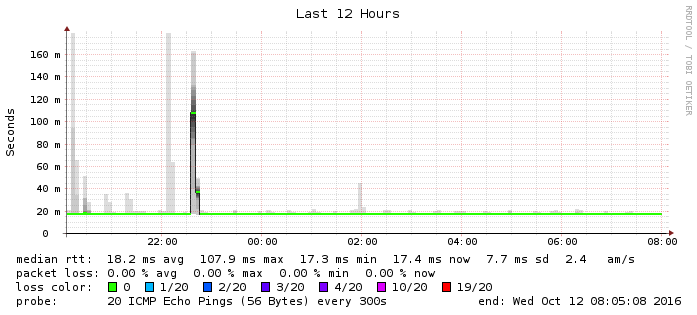 Last 12 Hours
RRDTOOL / TOBI OETIKER
Seconds
160 m
140 m
120 m
100 m
80 m
60 m
40 m
20 m
0
22:00 00:00 02:00 04:00 06:00 08:00
median rtt: 18.2 ms avg 107.9 ms max 17.3 ms min 17.4 ms now 7.7 ms sd 2.4 am/s
packet loss: 0.00 % avg 0.00 % max 0.00 % min 0.00 % now
loss color: 0 1/20 2/20 3/20 4/20 10/20 19/20
probe: 20 ICMP Echo Pings (56 Bytes) every 300s end: Wed Oct 12 08:05:08 2016